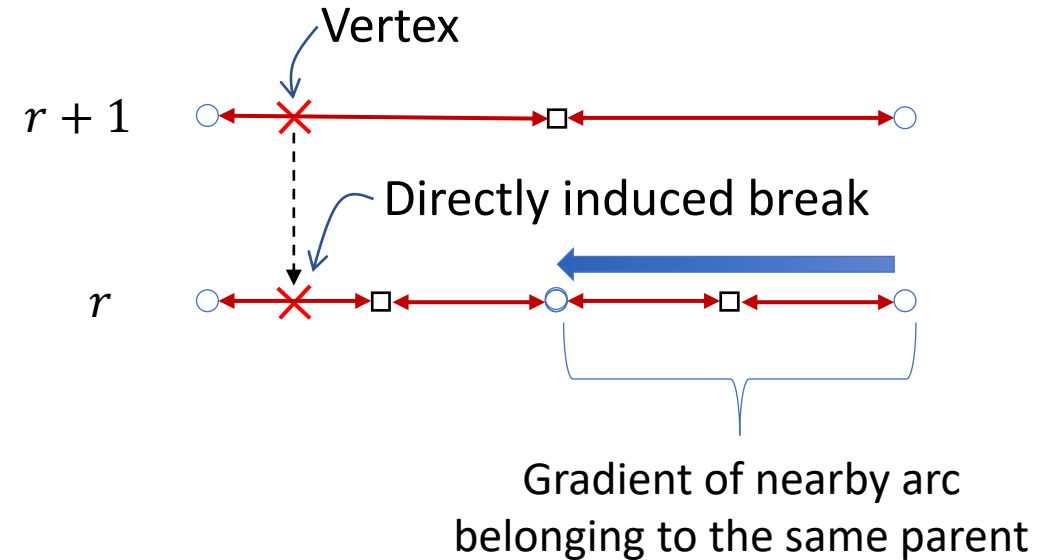 Vertex
r + 1
Directly induced break
r
Gradient of nearby arc
belonging to the same parent